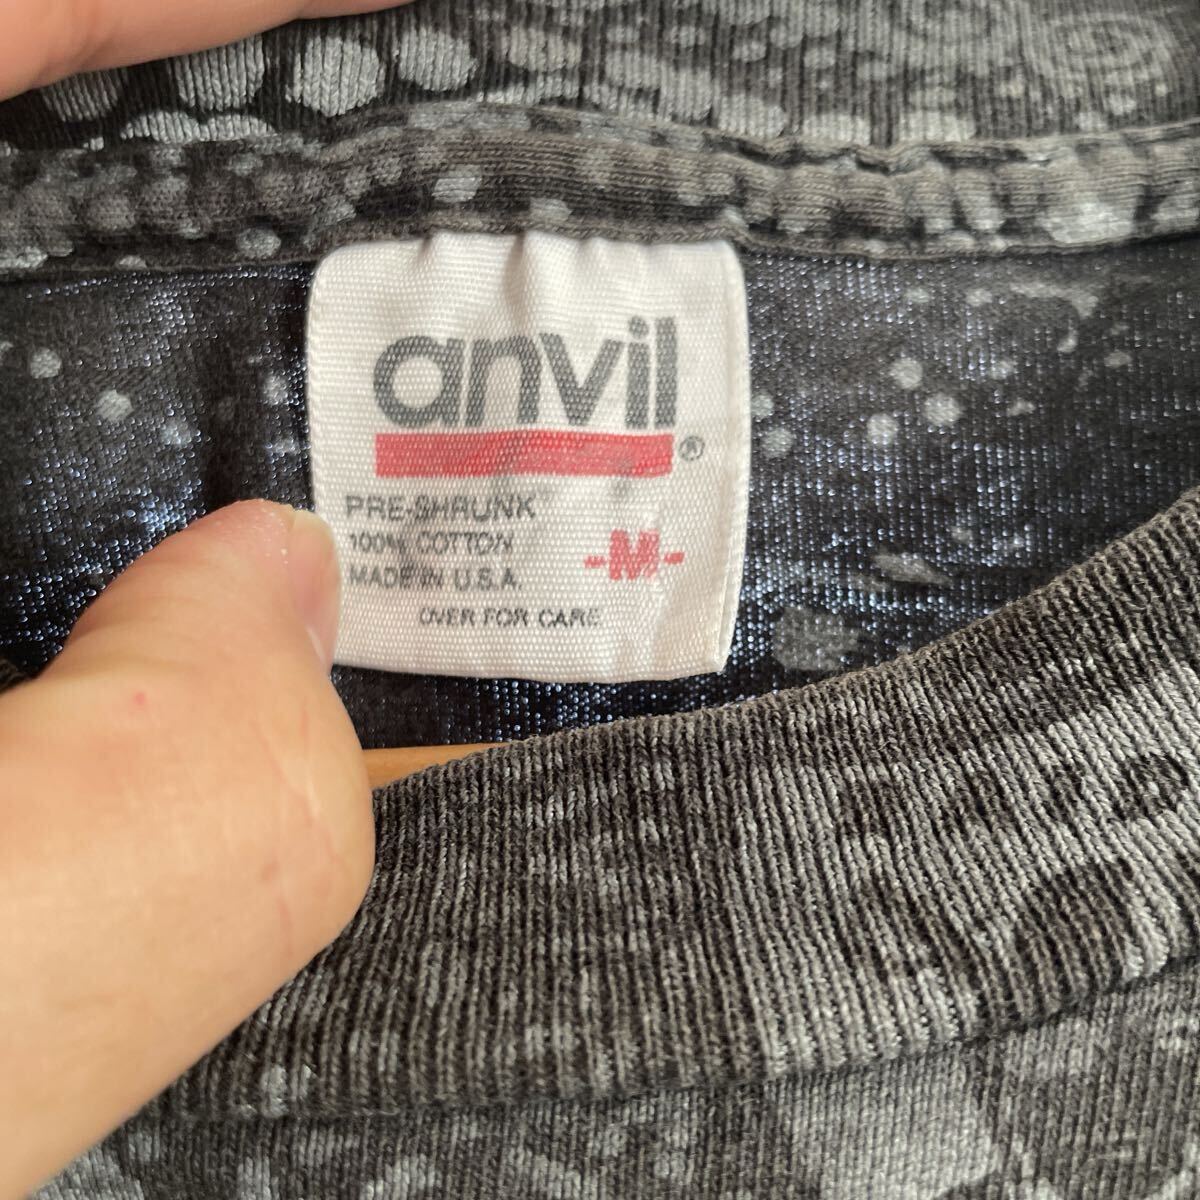 anvil®
PRE-SHRUNK
100% COTTON
MADE IN U.S.A.
-M-
OVER FOR CARE